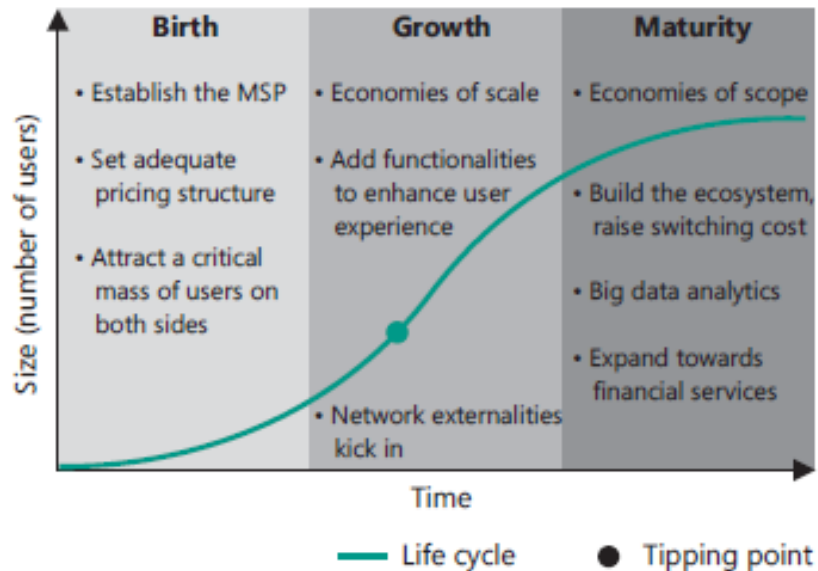 Birth
Growth
Maturity
Size (number of users)
• Establish the MSP
• Set adequate
pricing structure
• Attract a critical
mass of users on
both sides
• Economies of scale
• Add functionalities
to enhance user
experience
• Network externalities
kick in
• Economies of scope
• Build the ecosystem,
raise switching cost
• Big data analytics
• Expand towards
financial services
Time
Life cycle
Tipping point